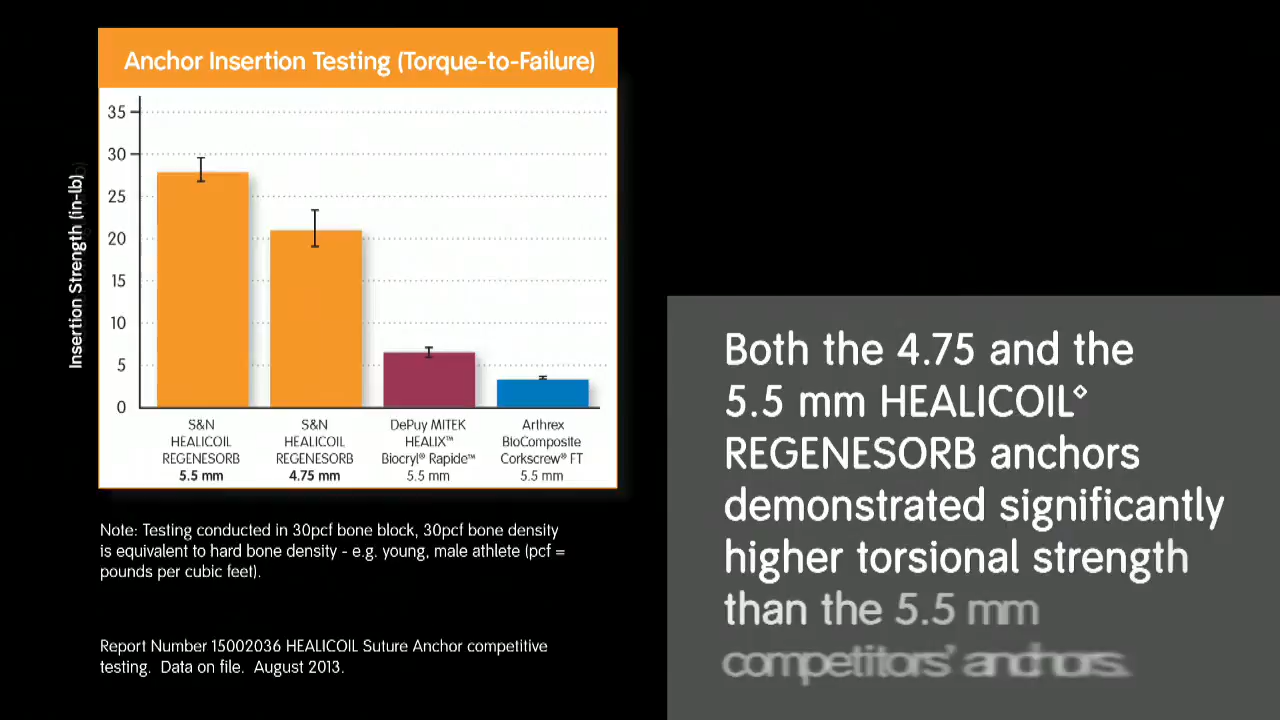 Anchor Insertion Testing (Torque-to-Failure)
Insertion Strength (in-lb)
35
30
25
20
15
10
5
0
S&N
HEALICOIL
REGENESORB
5.5 mm
S&N
HEALICOIL
REGENESORB
4.75 mm
DePuy MITEK
HEALIX™
Biocryl® Rapide™
5.5 mm
Arthrex
BioComposite
Corkscrew® FT
5.5 mm
Note: Testing conducted in 30pcf bone block, 30pcf bone density
is equivalent to hard bone density - e.g. young, male athlete (pcf =
pounds per cubic feet).
Report Number 15002036 HEALICOIL Suture Anchor competitive
testing. Data on file. August 2013.
Both the 4.75 and the
5.5 mm HEALICOIL◊
REGENESORB anchors
demonstrated significantly
higher torsional strength
than the 5.5 mm
competitors' anchors.